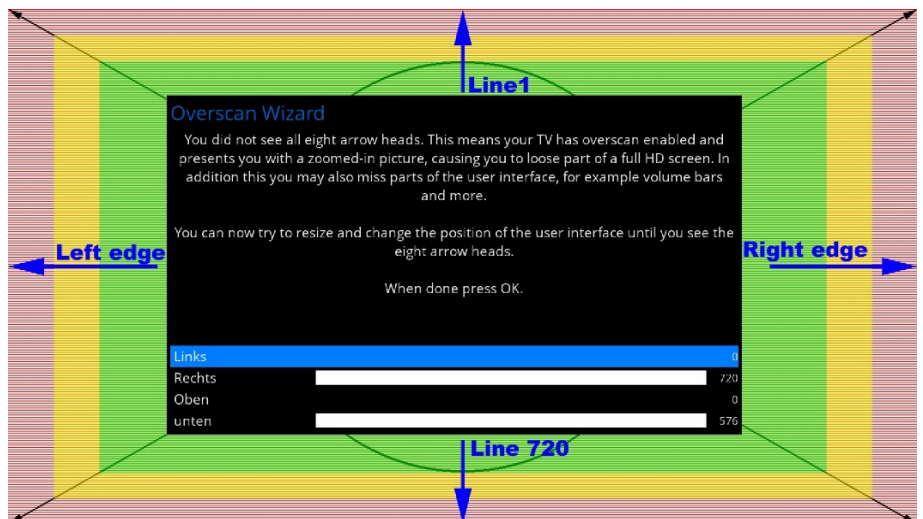 Line1
Overscan Wizard
You did not see all eight arrow heads. This means your TV has overscan enabled and
presents you with a zoomed-in picture, causing you to loose part of a full HD screen. In
addition this you may also miss parts of the user interface, for example volume bars
and more.
You can now try to resize and change the position of the user interface until you see the
eight arrow heads.
Left edge
Right edge
When done press OK.
Links 0
Rechts 720
Oben 0
unten 576
Line 720